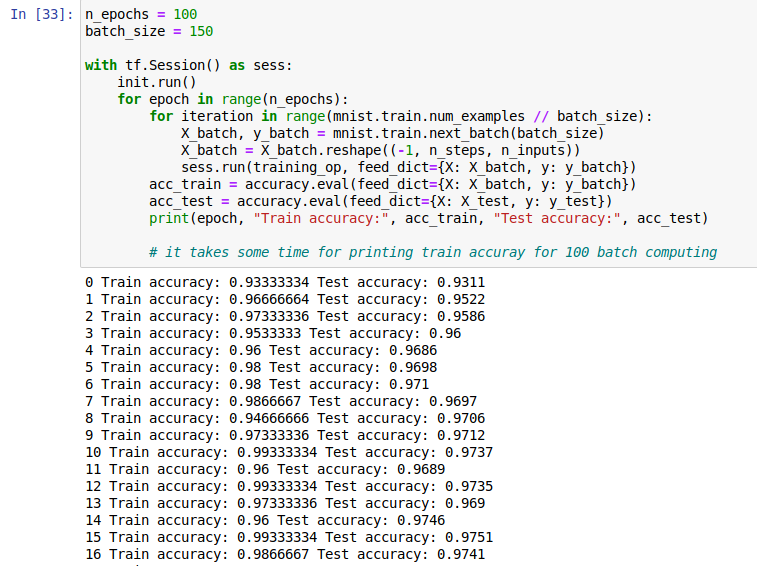 In [33]: n_epochs = 100
batch_size = 150
with tf.Session() as sess:
    init.run()
    for epoch in range(n_epochs):
        for iteration in range(mnist.train.num_examples // batch_size):
            X_batch, y_batch = mnist.train.next_batch(batch_size)
            X_batch = X_batch.reshape((-1, n_steps, n_inputs))
            sess.run(training_op, feed_dict={X: X_batch, y: y_batch})
        acc_train = accuracy.eval(feed_dict={X: X_batch, y: y_batch})
        acc_test = accuracy.eval(feed_dict={X: X_test, y: y_test})
        print(epoch, "Train accuracy:", acc_train, "Test accuracy:", acc_test)
        # it takes some time for printing train accuray for 100 batch computing
0 Train accuracy: 0.93333334 Test accuracy: 0.9311
1 Train accuracy: 0.96666664 Test accuracy: 0.9522
2 Train accuracy: 0.97333336 Test accuracy: 0.9586
3 Train accuracy: 0.9533333 Test accuracy: 0.96
4 Train accuracy: 0.96 Test accuracy: 0.9686
5 Train accuracy: 0.98 Test accuracy: 0.9698
6 Train accuracy: 0.98 Test accuracy: 0.971
7 Train accuracy: 0.9866667 Test accuracy: 0.9697
8 Train accuracy: 0.94666666 Test accuracy: 0.9706
9 Train accuracy: 0.97333336 Test accuracy: 0.9712
10 Train accuracy: 0.99333334 Test accuracy: 0.9737
11 Train accuracy: 0.96 Test accuracy: 0.9689
12 Train accuracy: 0.99333334 Test accuracy: 0.9735
13 Train accuracy: 0.97333336 Test accuracy: 0.969
14 Train accuracy: 0.96 Test accuracy: 0.9746
15 Train accuracy: 0.99333334 Test accuracy: 0.9751
16 Train accuracy: 0.9866667 Test accuracy: 0.9741